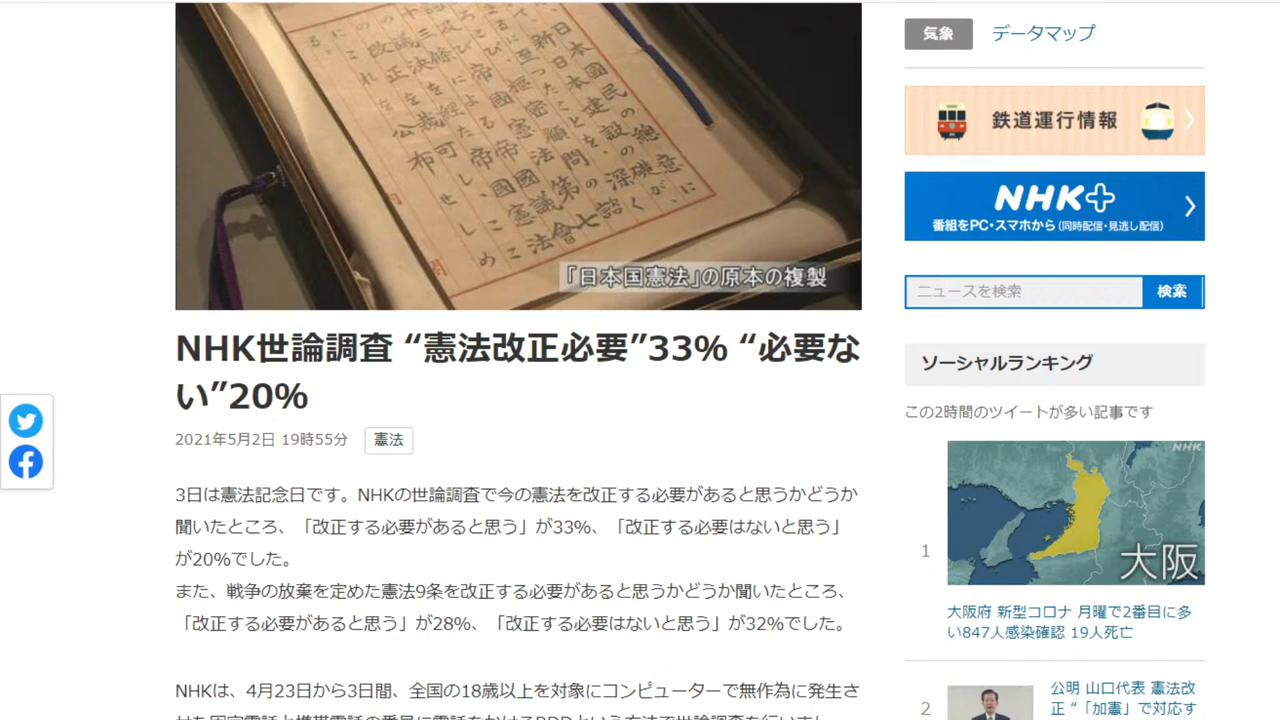 「日本国憲法」の原本の複製
NHK世論調査 “憲法改正必要”33% “必要な
い”20%
2021年5月2日 19時55分
憲法
3日は憲法記念日です。NHKの世論調査で今の憲法を改正する必要があると思うかどうか
聞いたところ、「改正する必要があると思う」が33%、「改正する必要はないと思う」
が20%でした。
また、戦争の放棄を定めた憲法9条を改正する必要があると思うかどうか聞いたところ、
「改正する必要があると思う」が28%、「改正する必要はないと思う」が32%でした。
NHKは、4月23日から3日間、全国の18歳以上を対象にコンピューターで無作為に発生さ
気象
データマップ
鉄道運行情報
NHK+
番組をPC・スマホから(同時配信・見逃し配信)
ニュースを検索
検索
ソーシャルランキング
この2時間のツイートが多い記事です
1
NHK
大阪
大阪府 新型コロナ 月曜で2番目に多
い847人感染確認 19人死亡
2
公明 山口代表 憲法改
正 “「加憲」で対応す